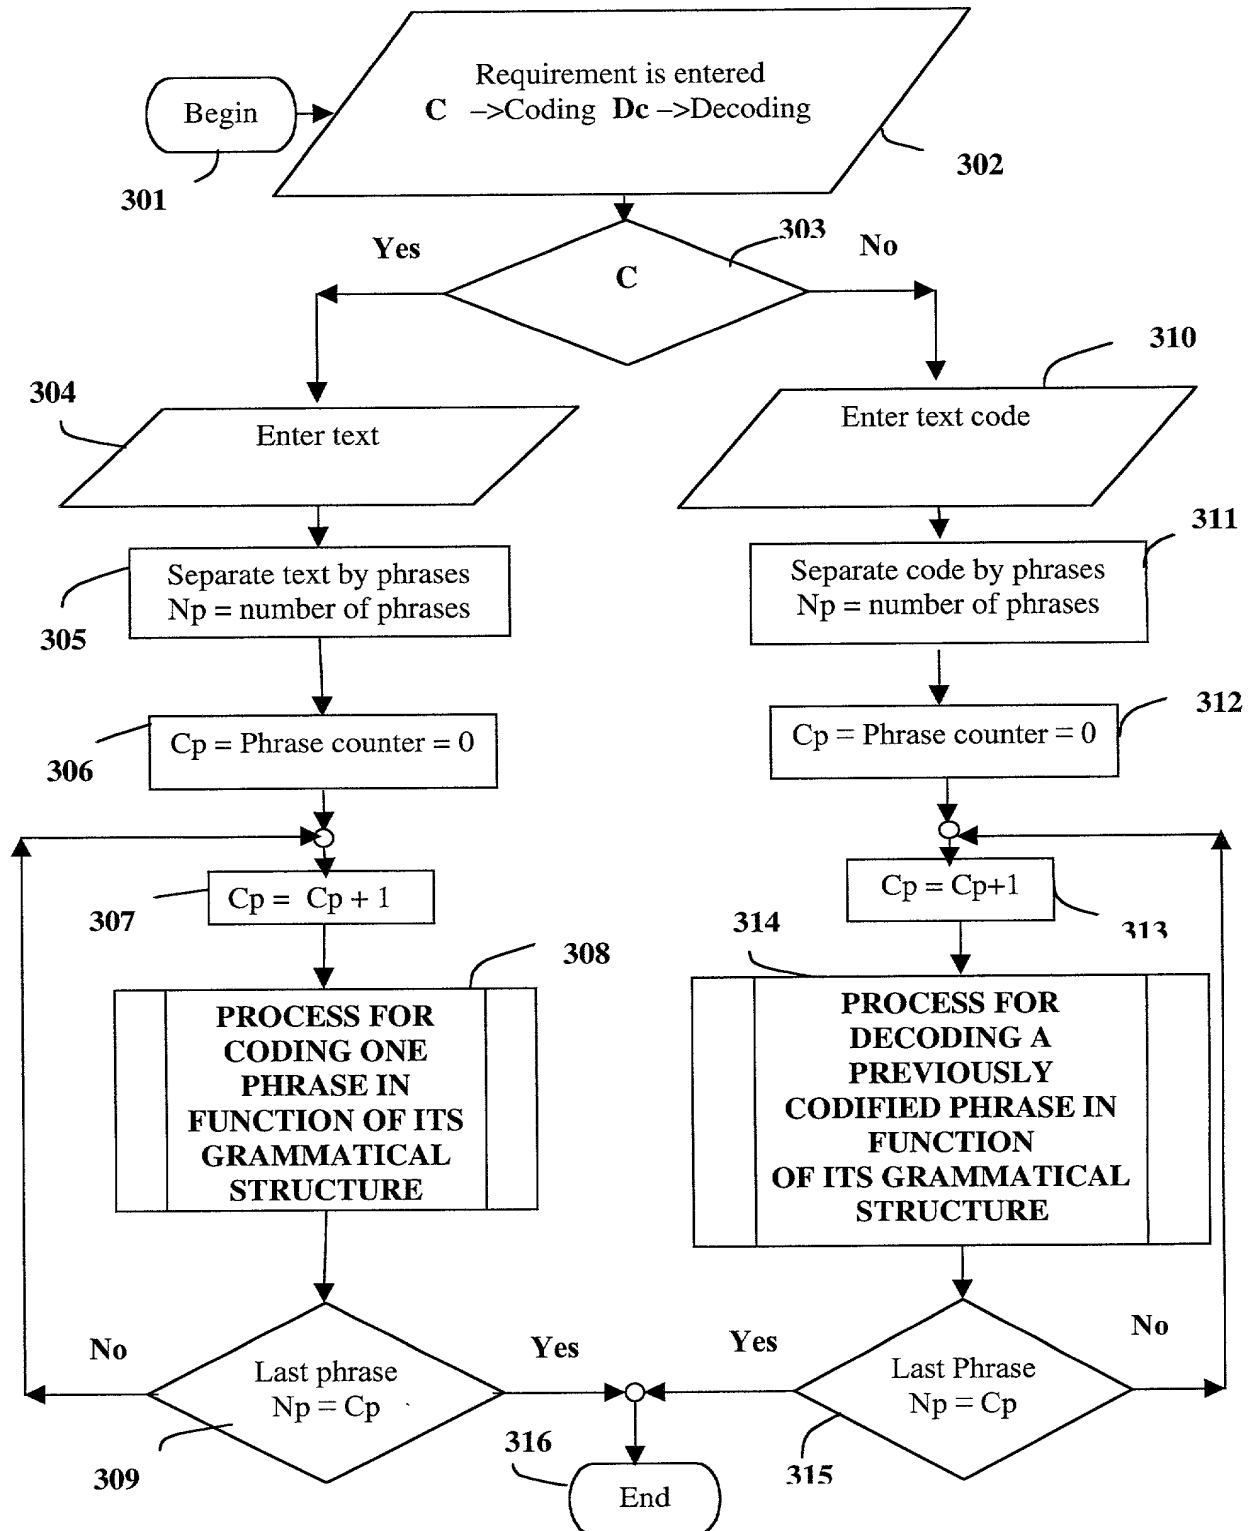 Requirement is entered
C –>Coding Dc –>Decoding
Begin
301
302
303
Yes
No
C
310
304
Enter text
Enter text code
311
Separate text by phrases
Np = number of phrases
305
Separate code by phrases
Np = number of phrases
312
Cp = Phrase counter = 0
306
Cp = Phrase counter = 0
Cp = Cp + 1
307
Cp = Cp+1
313
314
308
PROCESS FOR
CODING ONE
PHRASE IN
FUNCTION OF ITS
GRAMMATICAL
STRUCTURE
PROCESS FOR
DECODING A
PREVIOUSLY
CODIFIED PHRASE IN
FUNCTION
OF ITS GRAMMATICAL
STRUCTURE
No
Last phrase
Np = Cp
Yes
309
Yes
Last Phrase
Np = Cp
No
315
316
End